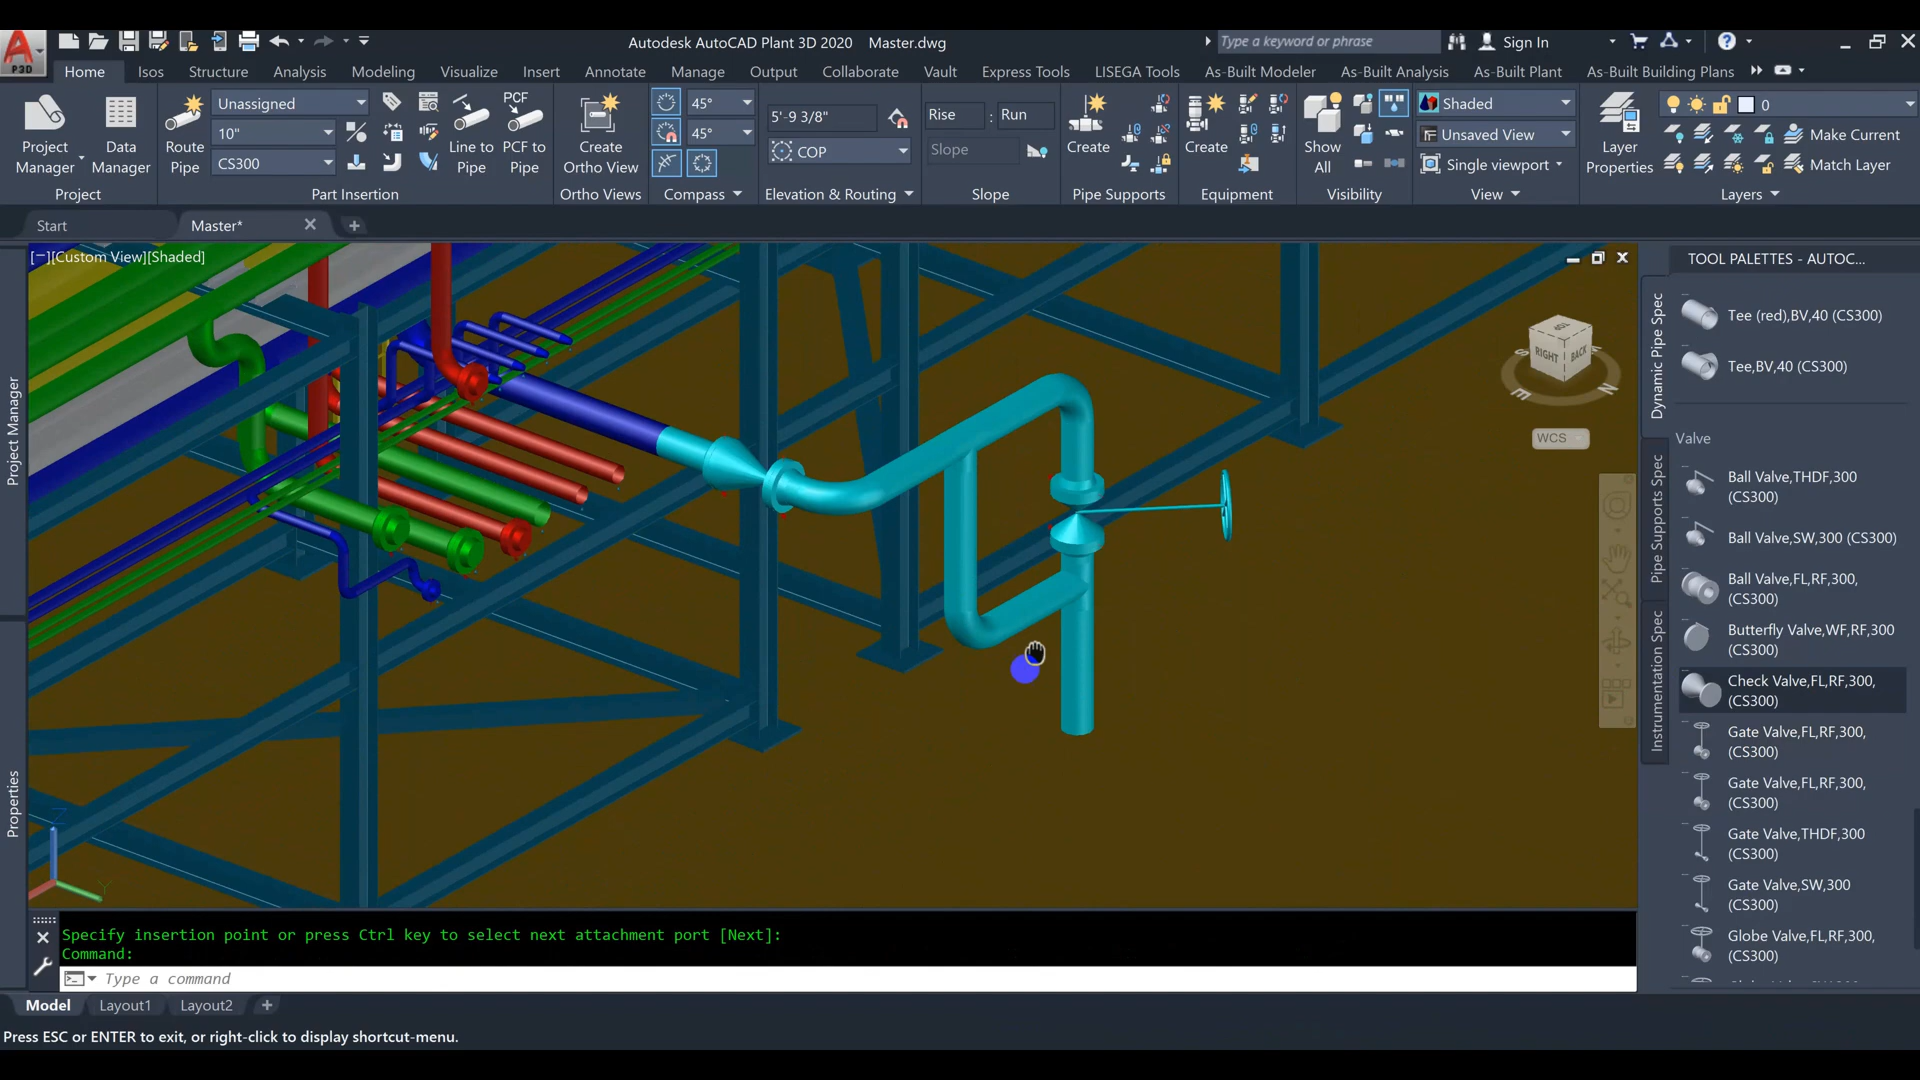 Autodesk AutoCAD Plant 3D 2020 Master.dwg
Type a keyword or phrase
Sign In
P3D
Home Isos Structure Analysis Modeling Visualize Insert Annotate Manage Output Collaborate Vault Express Tools LISEGA Tools As-Built Modeler As-Built Analysis As-Built Plant As-Built Building Plans
Project Manager
Data Manager
Project
Route Pipe
Unassigned
10"
CS300
Line to Pipe
PCF
PCF to Pipe
Part Insertion
Create Ortho View
Ortho Views
45°
45°
Compass
5'-9 3/8"
COP
Elevation & Routing
Rise : Run
Slope
Slope
Create
Pipe Supports
Create
Equipment
Show All
Visibility
Shaded
Unsaved View
Single viewport
View
Layer Properties
0
Make Current
Match Layer
Layers
Start
Master*
[−][Custom View][Shaded]
TOP
RIGHT
BACK
S
E
N
WCS
Project Manager
Properties
Z
Y
TOOL PALETTES - AUTOC...
Dynamic Pipe Spec
Pipe Supports Spec
Instrumentation Spec
Tee (red),BV,40 (CS300)
Tee,BV,40 (CS300)
Valve
Ball Valve,THDF,300
(CS300)
Ball Valve,SW,300 (CS300)
Ball Valve,FL,RF,300,
(CS300)
Butterfly Valve,WF,RF,300
(CS300)
Check Valve,FL,RF,300,
(CS300)
Gate Valve,FL,RF,300,
(CS300)
Gate Valve,FL,RF,300,
(CS300)
Gate Valve,THDF,300
(CS300)
Gate Valve,SW,300
(CS300)
Globe Valve,FL,RF,300,
(CS300)
Specify insertion point or press Ctrl key to select next attachment port [Next]:
Command:
Type a command
Model Layout1 Layout2
Press ESC or ENTER to exit, or right-click to display shortcut-menu.